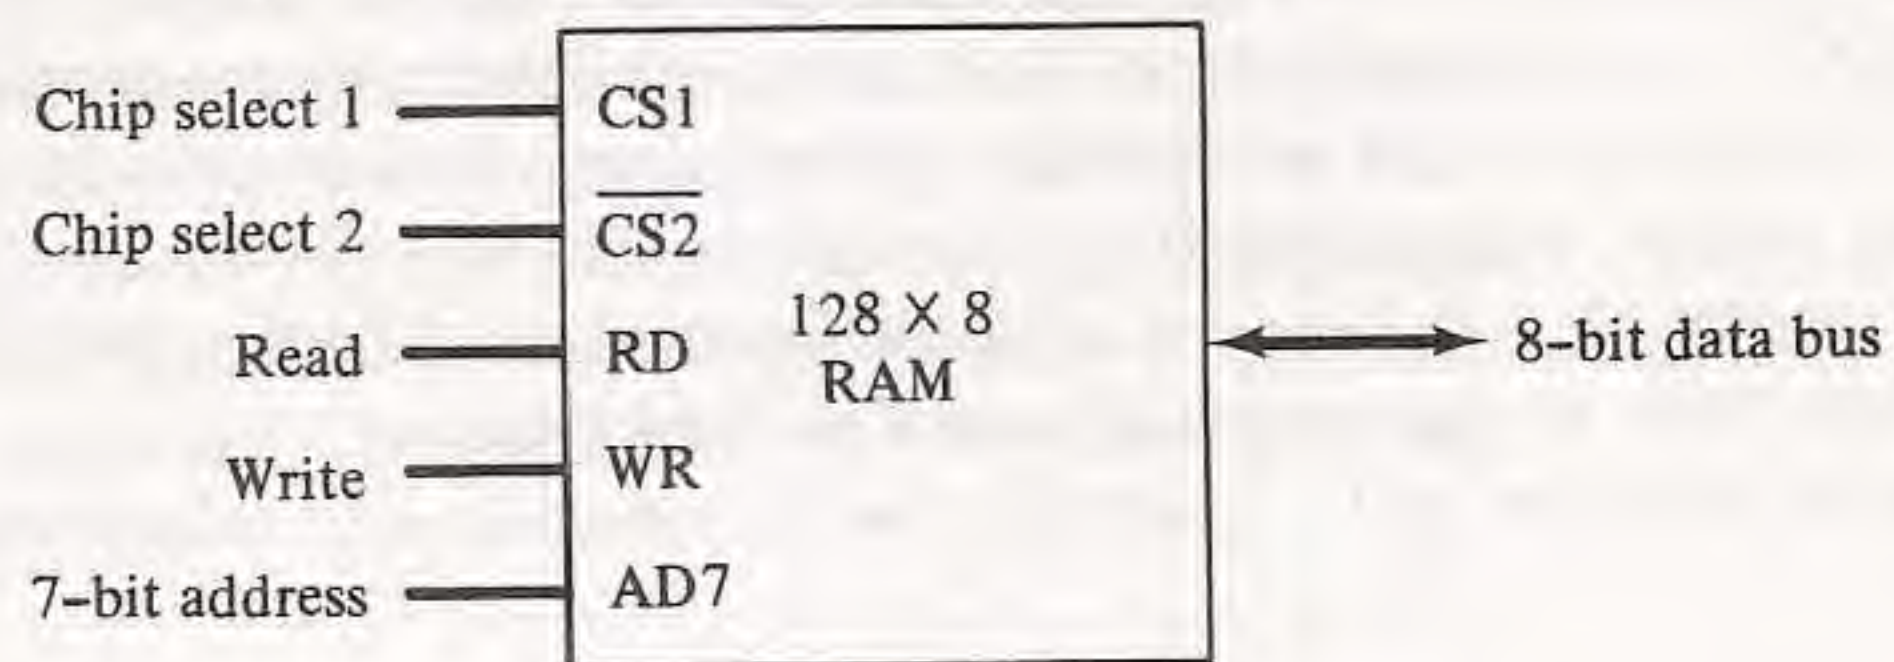 Chip select 1 CS1
Chip select 2 C̅S̅2̅
Read RD
128 × 8
RAM
8-bit data bus
Write WR
7-bit address AD7